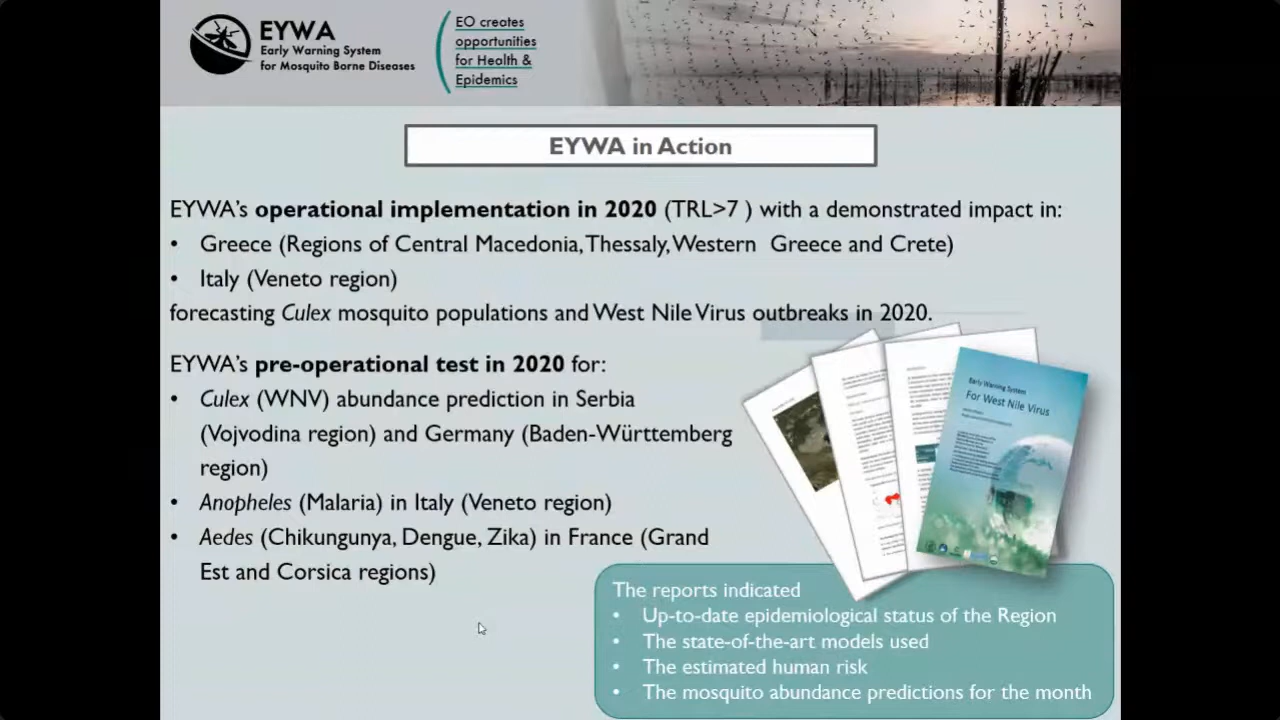 EYWA
Early Warning System
for Mosquito Borne Diseases
EO creates
opportunities
for Health &
Epidemics
EYWA in Action
EYWA's operational implementation in 2020 (TRL>7 ) with a demonstrated impact in:
• Greece (Regions of Central Macedonia, Thessaly, Western Greece and Crete)
• Italy (Veneto region)
forecasting Culex mosquito populations and West Nile Virus outbreaks in 2020.
EYWA's pre-operational test in 2020 for:
• Culex (WNV) abundance prediction in Serbia
(Vojvodina region) and Germany (Baden-Württemberg
region)
• Anopheles (Malaria) in Italy (Veneto region)
• Aedes (Chikungunya, Dengue, Zika) in France (Grand
Est and Corsica regions)
Early Warning System
For West Nile Virus
The reports indicated
• Up-to-date epidemiological status of the Region
• The state-of-the-art models used
• The estimated human risk
• The mosquito abundance predictions for the month